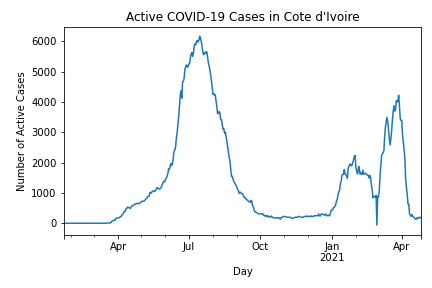 Active COVID-19 Cases in Cote d'Ivoire
Number of Active Cases
6000
5000
4000
3000
2000
1000
0
Apr
Jul
Oct
Jan
2021
Apr
Day